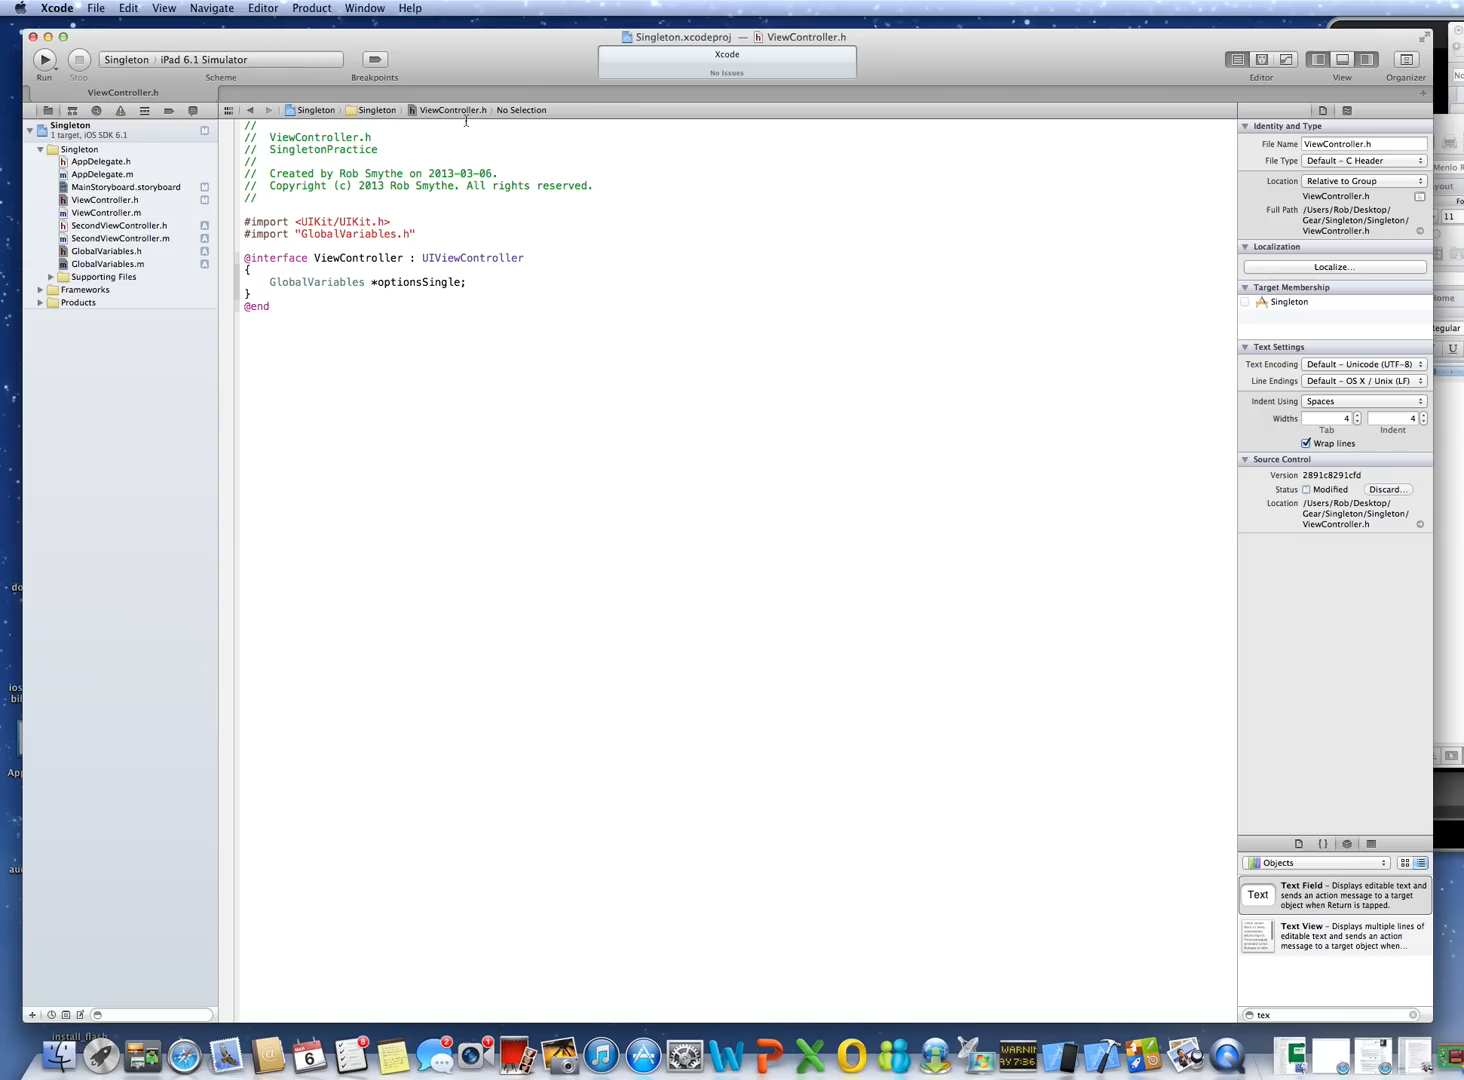 Xcode File Edit View Navigate Editor Product Window Help
Singleton.xcodeproj — ViewController.h
Singleton › iPad 6.1 Simulator
Xcode
No Issues
Run Stop Scheme Breakpoints Editor View Organizer
ViewController.h
Singleton › Singleton › ViewController.h › No Selection
Singleton
1 target, iOS SDK 6.1
Singleton
AppDelegate.h
AppDelegate.m
MainStoryboard.storyboard
ViewController.h
ViewController.m
SecondViewController.h
SecondViewController.m
GlobalVariables.h
GlobalVariables.m
Supporting Files
Frameworks
Products
//
// ViewController.h
// SingletonPractice
//
// Created by Rob Smythe on 2013-03-06.
// Copyright (c) 2013 Rob Smythe. All rights reserved.
//
#import <UIKit/UIKit.h>
#import "GlobalVariables.h"
@interface ViewController : UIViewController
{
GlobalVariables *optionsSingle;
}
@end
Identity and Type
File Name ViewController.h
File Type Default - C Header
Location Relative to Group
ViewController.h
Full Path /Users/Rob/Desktop/
Gear/Singleton/Singleton/
ViewController.h
Localization
Localize...
Target Membership
Singleton
Text Settings
Text Encoding Default - Unicode (UTF-8)
Line Endings Default - OS X / Unix (LF)
Indent Using Spaces
Widths 4 4
Tab Indent
Wrap lines
Source Control
Version 2891c8291cfd
Status M Modified Discard...
Location /Users/Rob/Desktop/
Gear/Singleton/Singleton/
ViewController.h
Objects
Text
Text Field - Displays editable text and
sends an action message to a target
object when Return is tapped.
Text View - Displays multiple lines of
editable text and sends an action
message to a target object when...
tex
install_flash
Menlo R
11
6
8
2
1